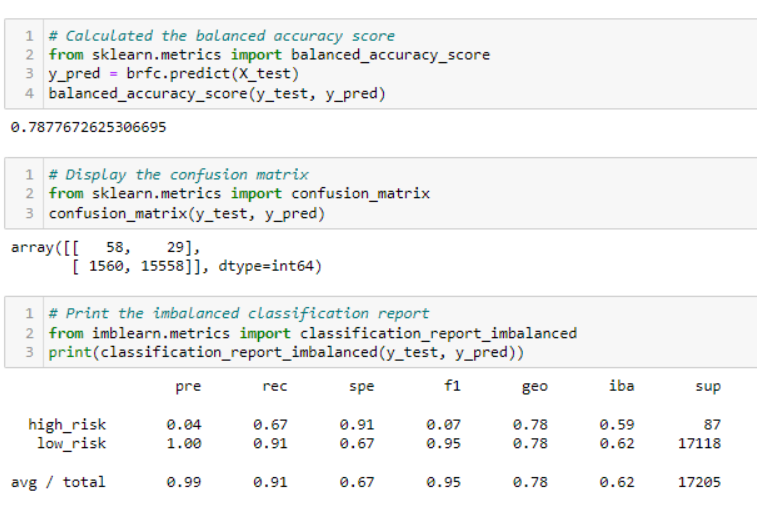 1 # Calculated the balanced accuracy score
2 from sklearn.metrics import balanced_accuracy_score
3 y_pred = brfc.predict(X_test)
4 balanced_accuracy_score(y_test, y_pred)
0.7877672625306695
1 # Display the confusion matrix
2 from sklearn.metrics import confusion_matrix
3 confusion_matrix(y_test, y_pred)
array([[   58,    29],
       [ 1560, 15558]], dtype=int64)
1 # Print the imbalanced classification report
2 from imblearn.metrics import classification_report_imbalanced
3 print(classification_report_imbalanced(y_test, y_pred))
pre rec spe f1 geo iba sup
high_risk 0.04 0.67 0.91 0.07 0.78 0.59 87
low_risk 1.00 0.91 0.67 0.95 0.78 0.62 17118
avg / total 0.99 0.91 0.67 0.95 0.78 0.62 17205